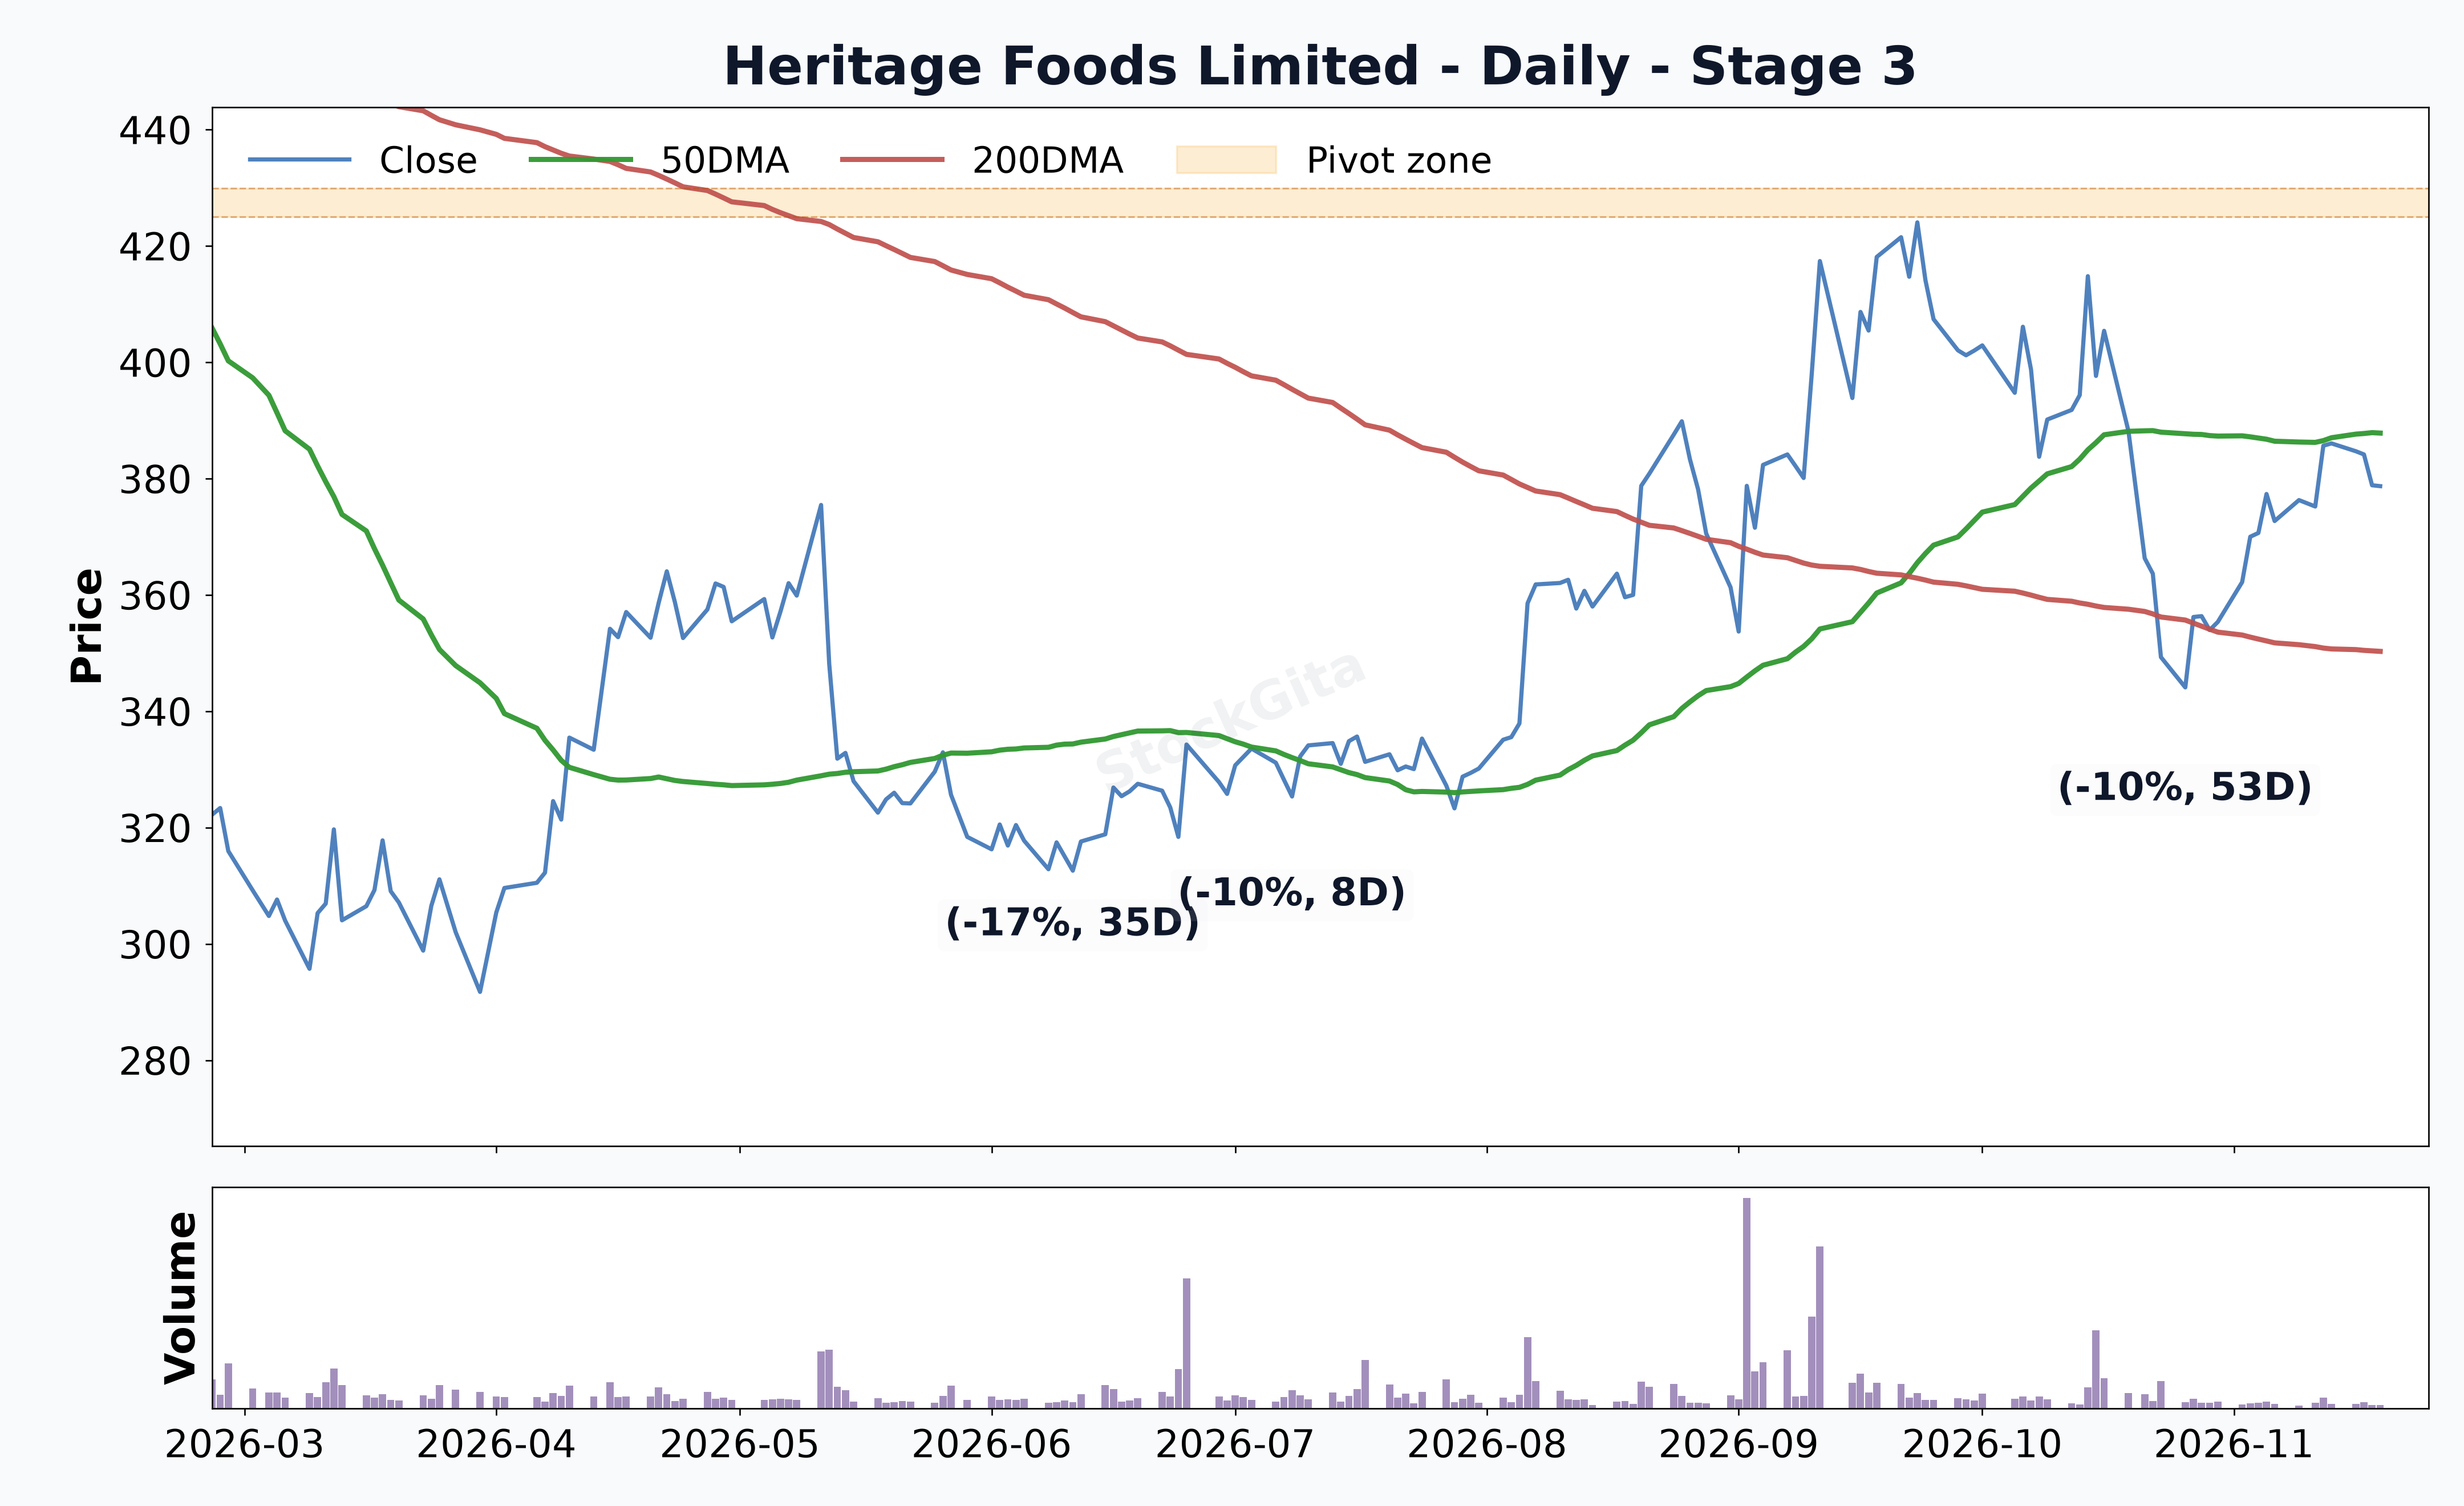 Heritage Foods Limited - Daily - Stage 3
Close 50DMA 200DMA Pivot zone
440
420
400
380
360
340
320
300
280
Price
StockGita
(-10%, 53D)
(-10%, 8D)
(-17%, 35D)
Volume
2026-03 2026-04 2026-05 2026-06 2026-07 2026-08 2026-09 2026-10 2026-11